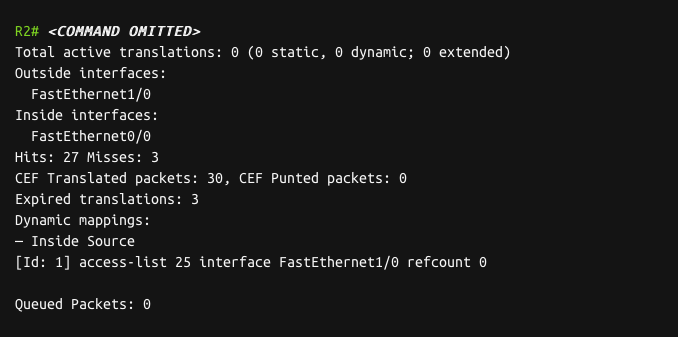 R2# <COMMAND OMITTED>
Total active translations: 0 (0 static, 0 dynamic; 0 extended)
Outside interfaces:
  FastEthernet1/0
Inside interfaces:
  FastEthernet0/0
Hits: 27 Misses: 3
CEF Translated packets: 30, CEF Punted packets: 0
Expired translations: 3
Dynamic mappings:
— Inside Source
[Id: 1] access-list 25 interface FastEthernet1/0 refcount 0
Queued Packets: 0